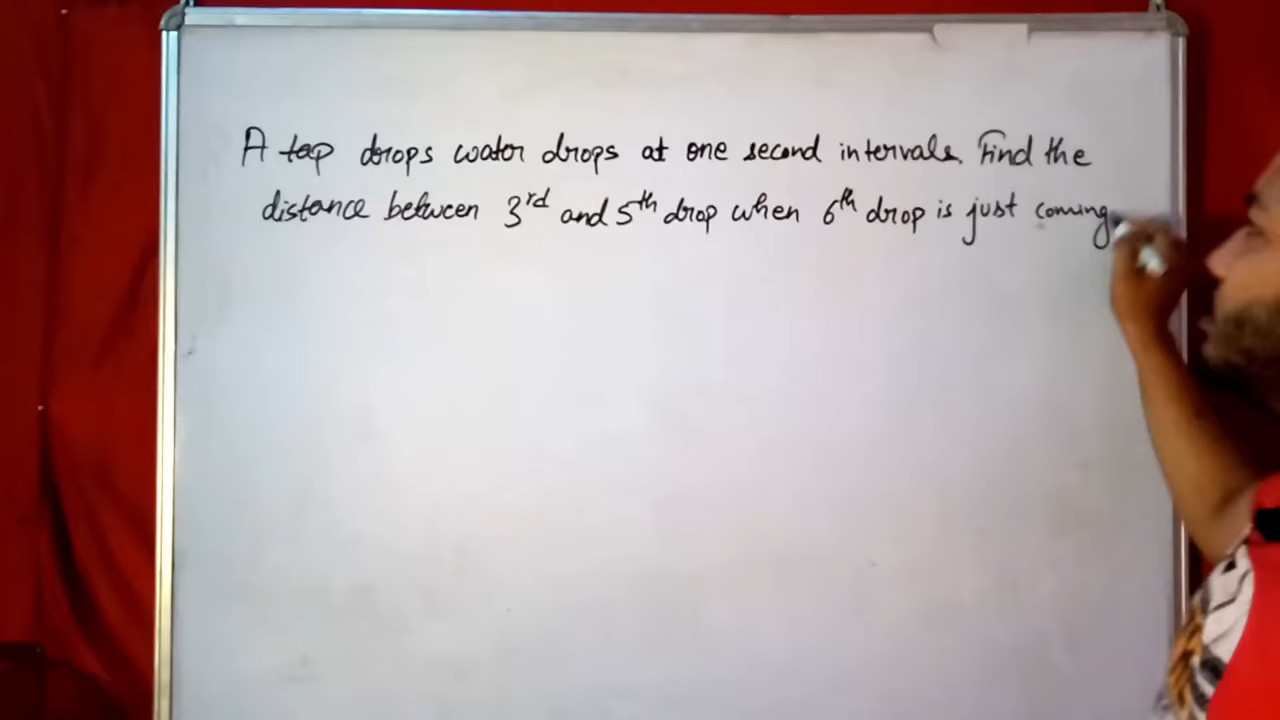 A tap drops water drops at one second intervals. Find the
distance between 3rd and 5th drop when 6th drop is just coming